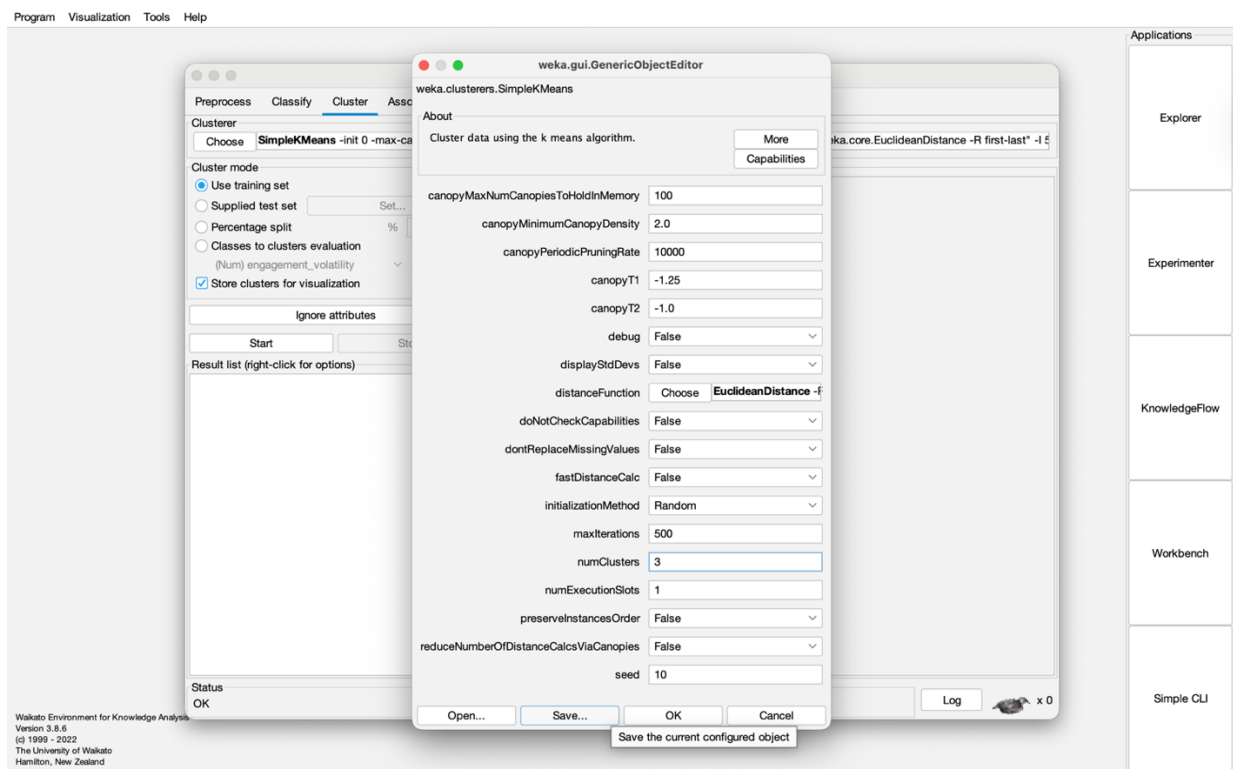 Program Visualization Tools Help
Applications
Explorer
Experimenter
KnowledgeFlow
Workbench
Simple CLI
Preprocess Classify Cluster Asso
Clusterer
Choose SimpleKMeans -init 0 -max-ca
eka.core.EuclideanDistance -R first-last" -I 5
Cluster mode
Use training set
Supplied test set Set...
Percentage split %
Classes to clusters evaluation
(Num) engagement_volatility
Store clusters for visualization
Ignore attributes
Start Sto
Result list (right-click for options)
Status
OK
Log x 0
weka.gui.GenericObjectEditor
weka.clusterers.SimpleKMeans
About
Cluster data using the k means algorithm.
More
Capabilities
canopyMaxNumCanopiesToHoldInMemory 100
canopyMinimumCanopyDensity 2.0
canopyPeriodicPruningRate 10000
canopyT1 -1.25
canopyT2 -1.0
debug False
displayStdDevs False
distanceFunction Choose EuclideanDistance -R
doNotCheckCapabilities False
dontReplaceMissingValues False
fastDistanceCalc False
initializationMethod Random
maxIterations 500
numClusters 3
numExecutionSlots 1
preserveInstancesOrder False
reduceNumberOfDistanceCalcsViaCanopies False
seed 10
Open... Save... OK Cancel
Save the current configured object
Waikato Environment for Knowledge Analysis
Version 3.8.6
(c) 1999 - 2022
The University of Waikato
Hamilton, New Zealand